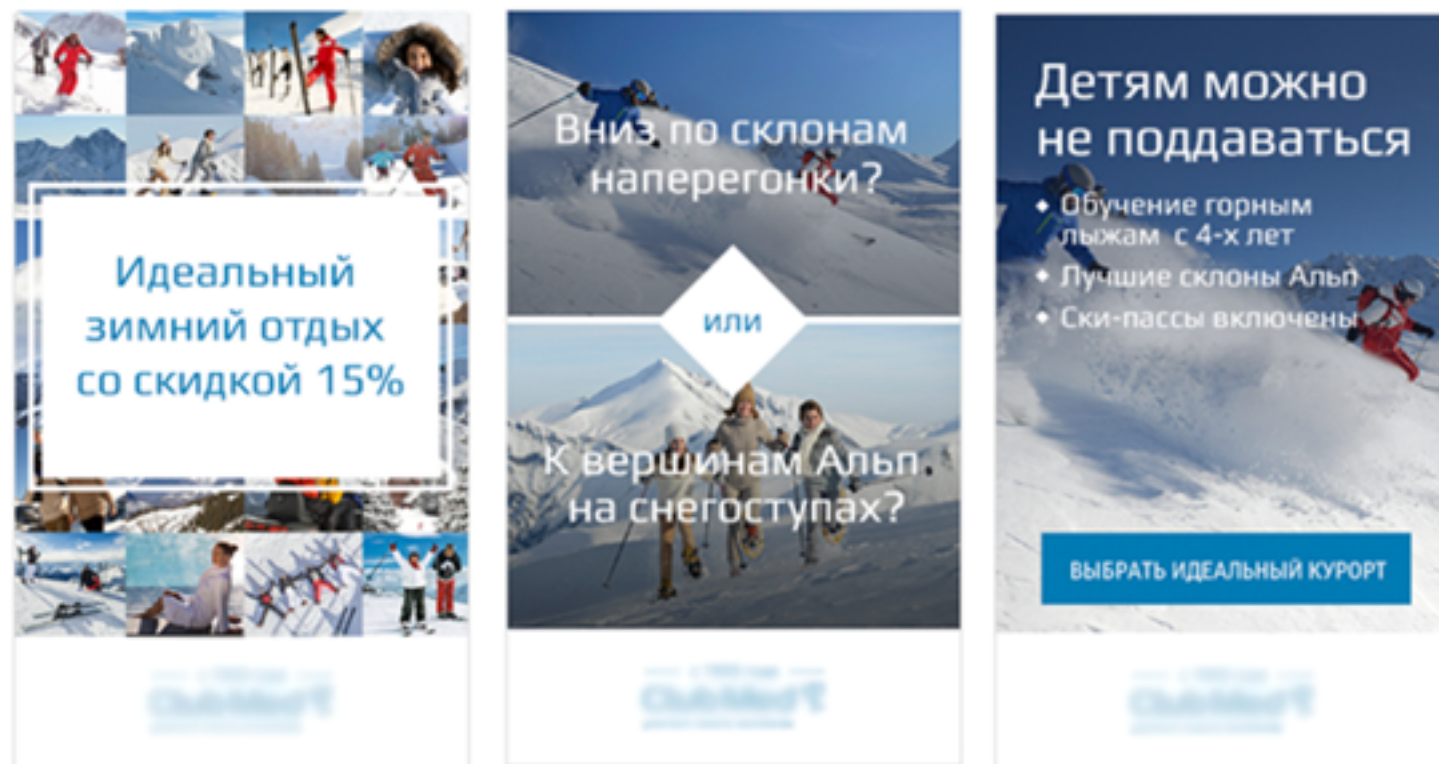 Идеальный
зимний отдых
со скидкой 15%
Вниз по склонам
наперегонки?
или
К вершинам Альп
на снегоступах?
Детям можно
не поддаваться
Обучение горным
лыжам с 4-х лет
Лучшие склоны Альп
Ски-пассы включены
ВЫБРАТЬ ИДЕАЛЬНЫЙ КУРОРТ